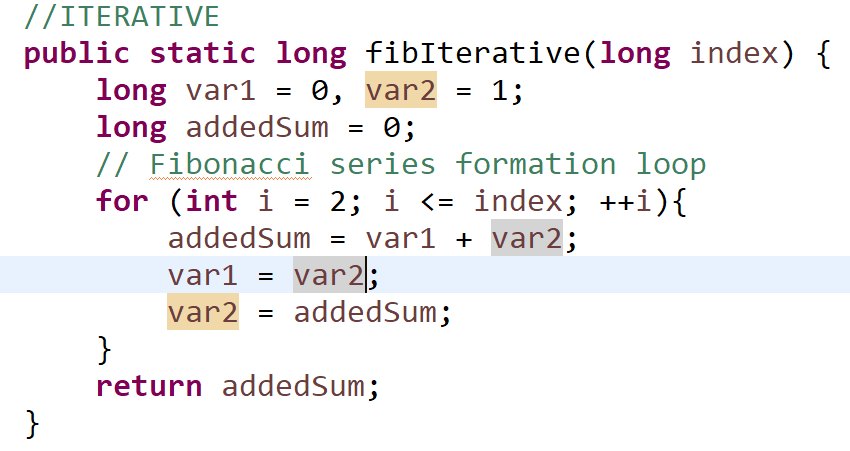 //ITERATIVE
public static long fibIterative(long index) {
    long var1 = 0, var2 = 1;
    long addedSum = 0;
    // Fibonacci series formation loop
    for (int i = 2; i <= index; ++i){
        addedSum = var1 + var2;
        var1 = var2;
        var2 = addedSum;
    }
    return addedSum;
}